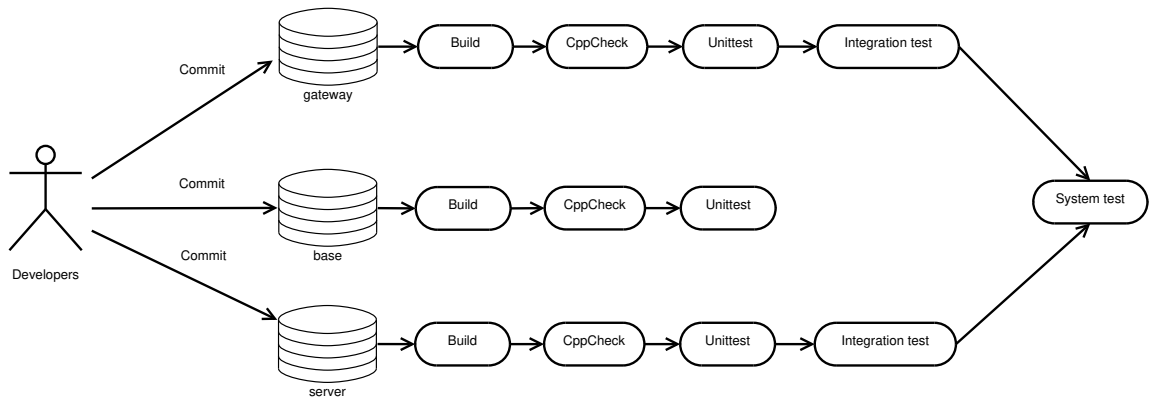 Commit
gateway
Build
CppCheck
Unittest
Integration test
Commit
base
Build
CppCheck
Unittest
System test
Developers
Commit
server
Build
CppCheck
Unittest
Integration test